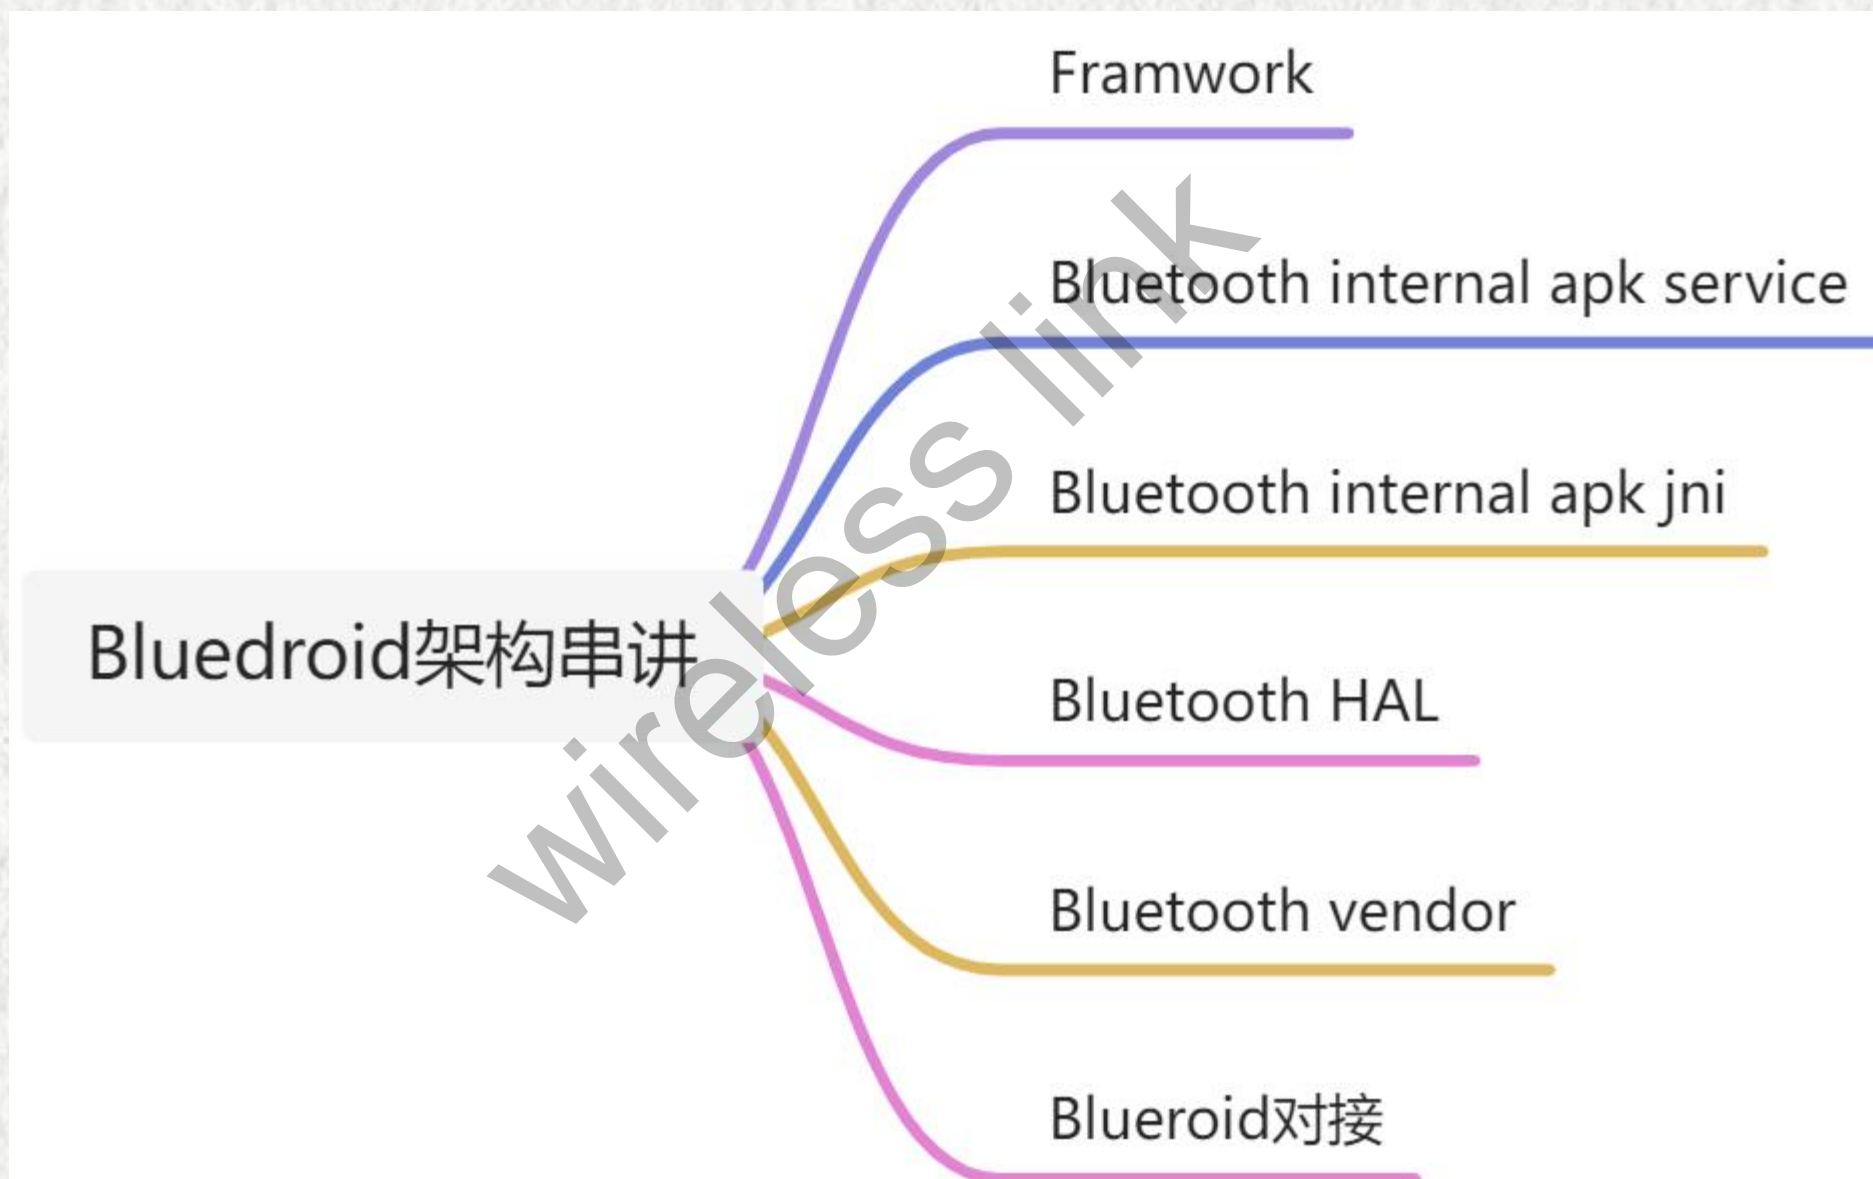 Framwork
Bluetooth internal apk service
Bluetooth internal apk jni
Bluedroid架构串讲
Bluetooth HAL
Bluetooth vendor
Blueroid对接
wireless link